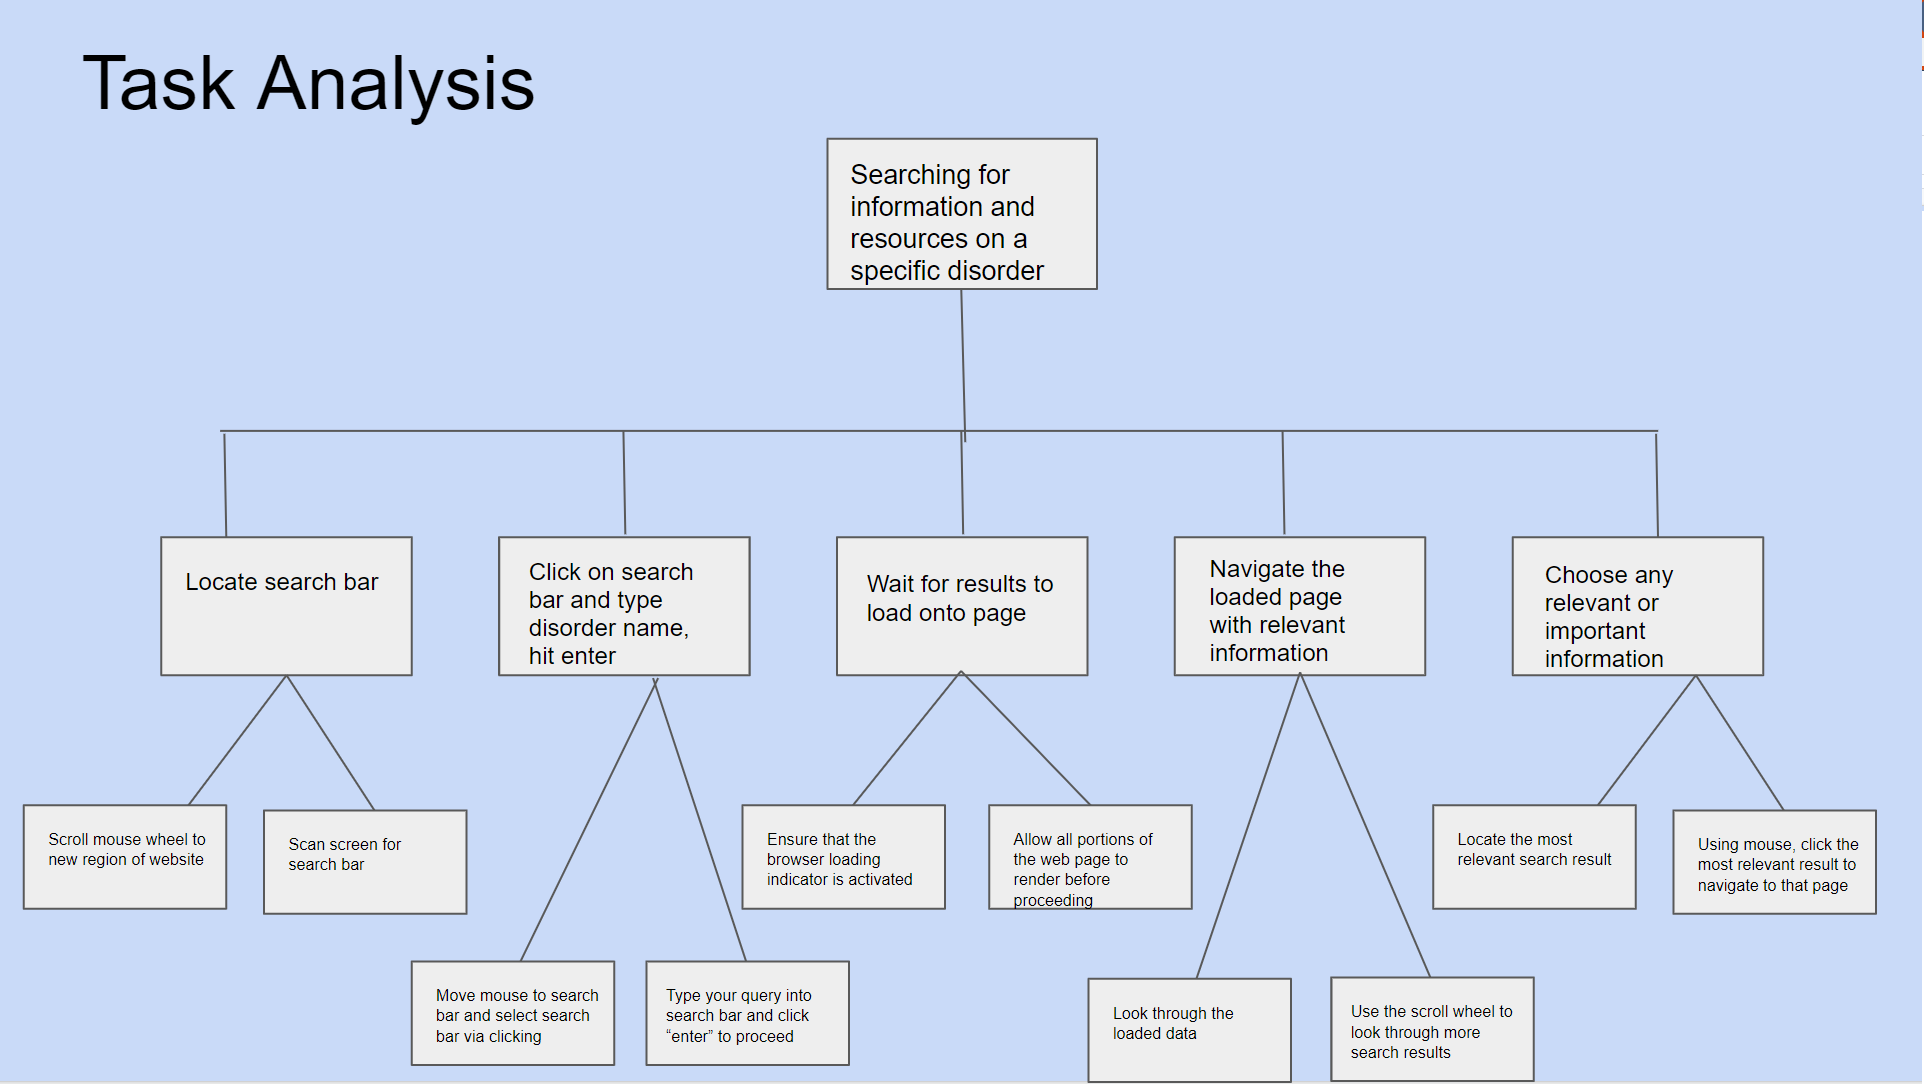 Task Analysis
Searching for
information and
resources on a
specific disorder
Locate search bar
Click on search
bar and type
disorder name,
hit enter
Wait for results to
load onto page
Navigate the
loaded page
with relevant
information
Choose any
relevant or
important
information
Scroll mouse wheel to
new region of website
Scan screen for
search bar
Move mouse to search
bar and select search
bar via clicking
Type your query into
search bar and click
“enter” to proceed
Ensure that the
browser loading
indicator is activated
Allow all portions of
the web page to
render before
proceeding
Look through the
loaded data
Use the scroll wheel to
look through more
search results
Locate the most
relevant search result
Using mouse, click the
most relevant result to
navigate to that page